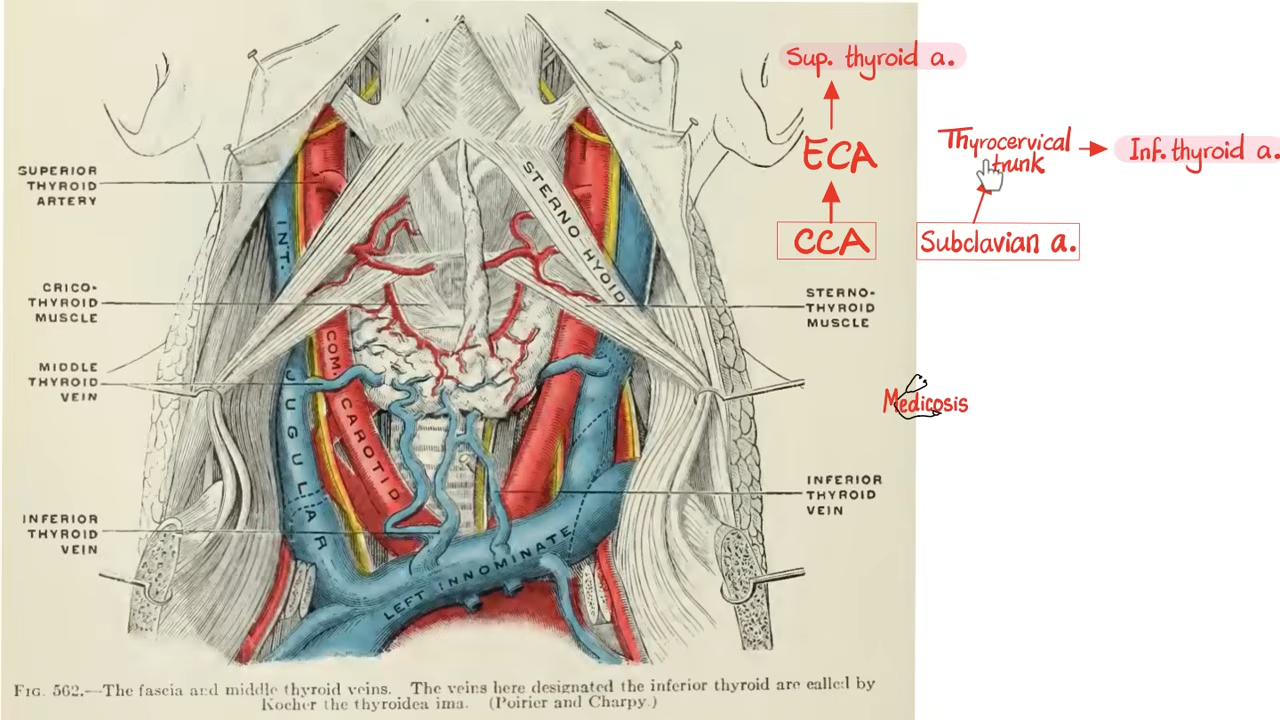 Sup. thyroid a.
ECA
CCA
Thyrocervical
trunk
Inf. thyroid a.
Subclavian a.
Medicosis
SUPERIOR
THYROID
ARTERY
CRICO-
THYROID
MUSCLE
MIDDLE
THYROID
VEIN
INFERIOR
THYROID
VEIN
INT.
JUGULAR
COM. CAROTID
STERNO-HYOID
LEFT INNOMINATE
STERNO-
THYROID
MUSCLE
INFERIOR
THYROID
VEIN
FIG. 562.—The fascia and middle thyroid veins. The veins here designated the inferior thyroid are called by
Kocher the thyroidea ima. (Poirier and Charpy.)